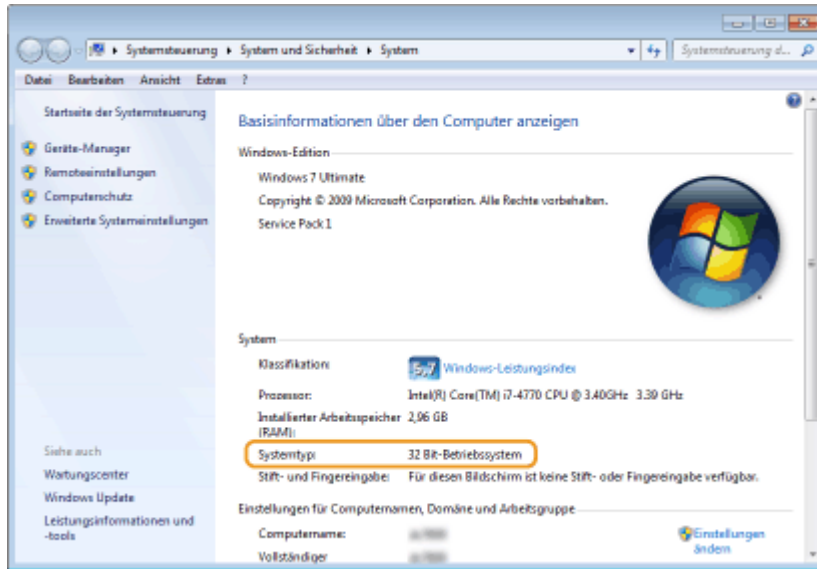 Systemsteuerung ▸ System und Sicherheit ▸ System
Systemsteuerung d...
Datei Bearbeiten Ansicht Extras ?
Startseite der Systemsteuerung
Geräte-Manager
Remoteeinstellungen
Computerschutz
Erweiterte Systemeinstellungen
Basisinformationen über den Computer anzeigen
Windows-Edition
Windows 7 Ultimate
Copyright © 2009 Microsoft Corporation. Alle Rechte vorbehalten.
Service Pack 1
System
Klassifikation: 5,7 Windows-Leistungsindex
Prozessor: Intel(R) Core(TM) i7-4770 CPU @ 3.40GHz 3.39 GHz
Installierter Arbeitsspeicher 2,96 GB
(RAM):
Systemtyp: 32 Bit-Betriebssystem
Stift- und Fingereingabe: Für diesen Bildschirm ist keine Stift- oder Fingereingabe verfügbar.
Einstellungen für Computernamen, Domäne und Arbeitsgruppe
Computername:
Einstellungen
ändern
Vollständiger
Siehe auch
Wartungscenter
Windows Update
Leistungsinformationen und
-tools